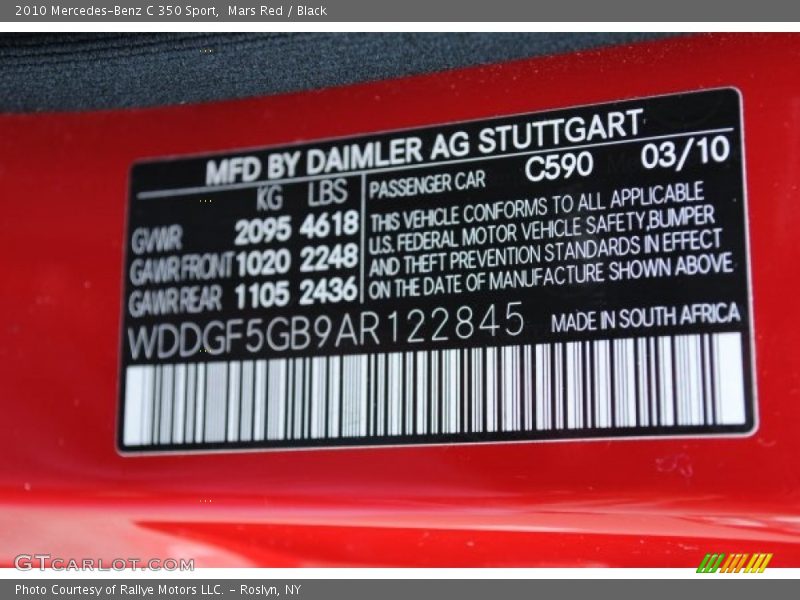 2010 Mercedes-Benz C 350 Sport,  Mars Red / Black
MFD BY DAIMLER AG STUTTGART
KG LBS PASSENGER CAR C590 03/10
GVWR 2095 4618
GAWR FRONT 1020 2248
GAWR REAR 1105 2436
THIS VEHICLE CONFORMS TO ALL APPLICABLE
U.S. FEDERAL MOTOR VEHICLE SAFETY,BUMPER
AND THEFT PREVENTION STANDARDS IN EFFECT
ON THE DATE OF MANUFACTURE SHOWN ABOVE.
WDDGF5GB9AR122845 MADE IN SOUTH AFRICA
GTCARLOT.COM
Photo Courtesy of Rallye Motors LLC. - Roslyn, NY